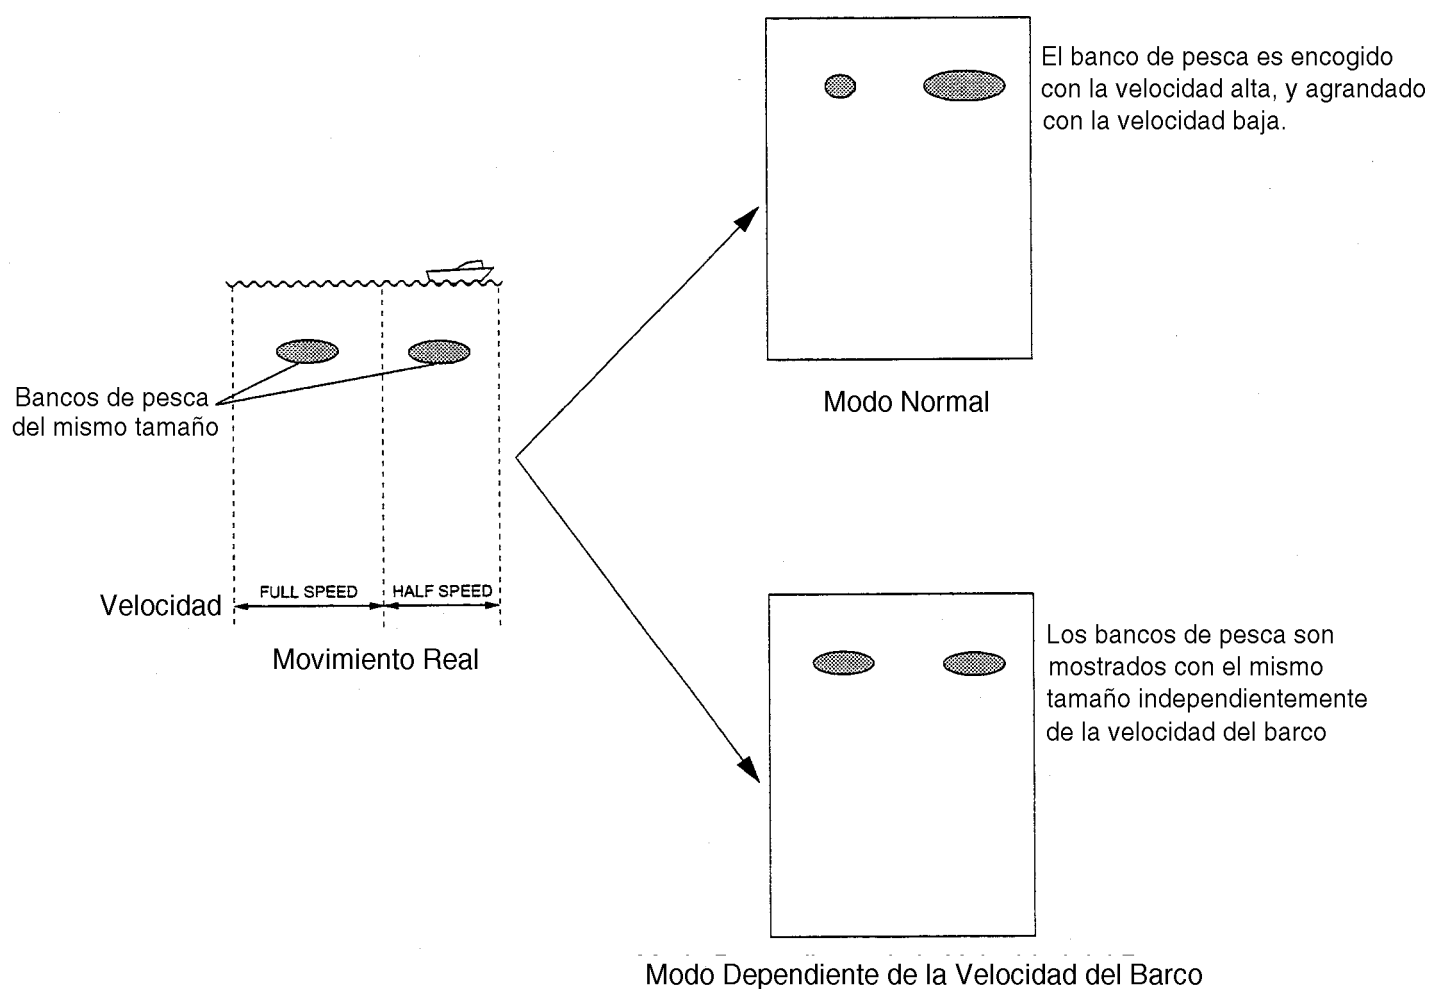 El banco de pesca es encogido
con la velocidad alta, y agrandado
con la velocidad baja.
Modo Normal
Bancos de pesca
del mismo tamaño
Velocidad
FULL SPEED
HALF SPEED
Movimiento Real
Los bancos de pesca son
mostrados con el mismo
tamaño independientemente
de la velocidad del barco
Modo Dependiente de la Velocidad del Barco